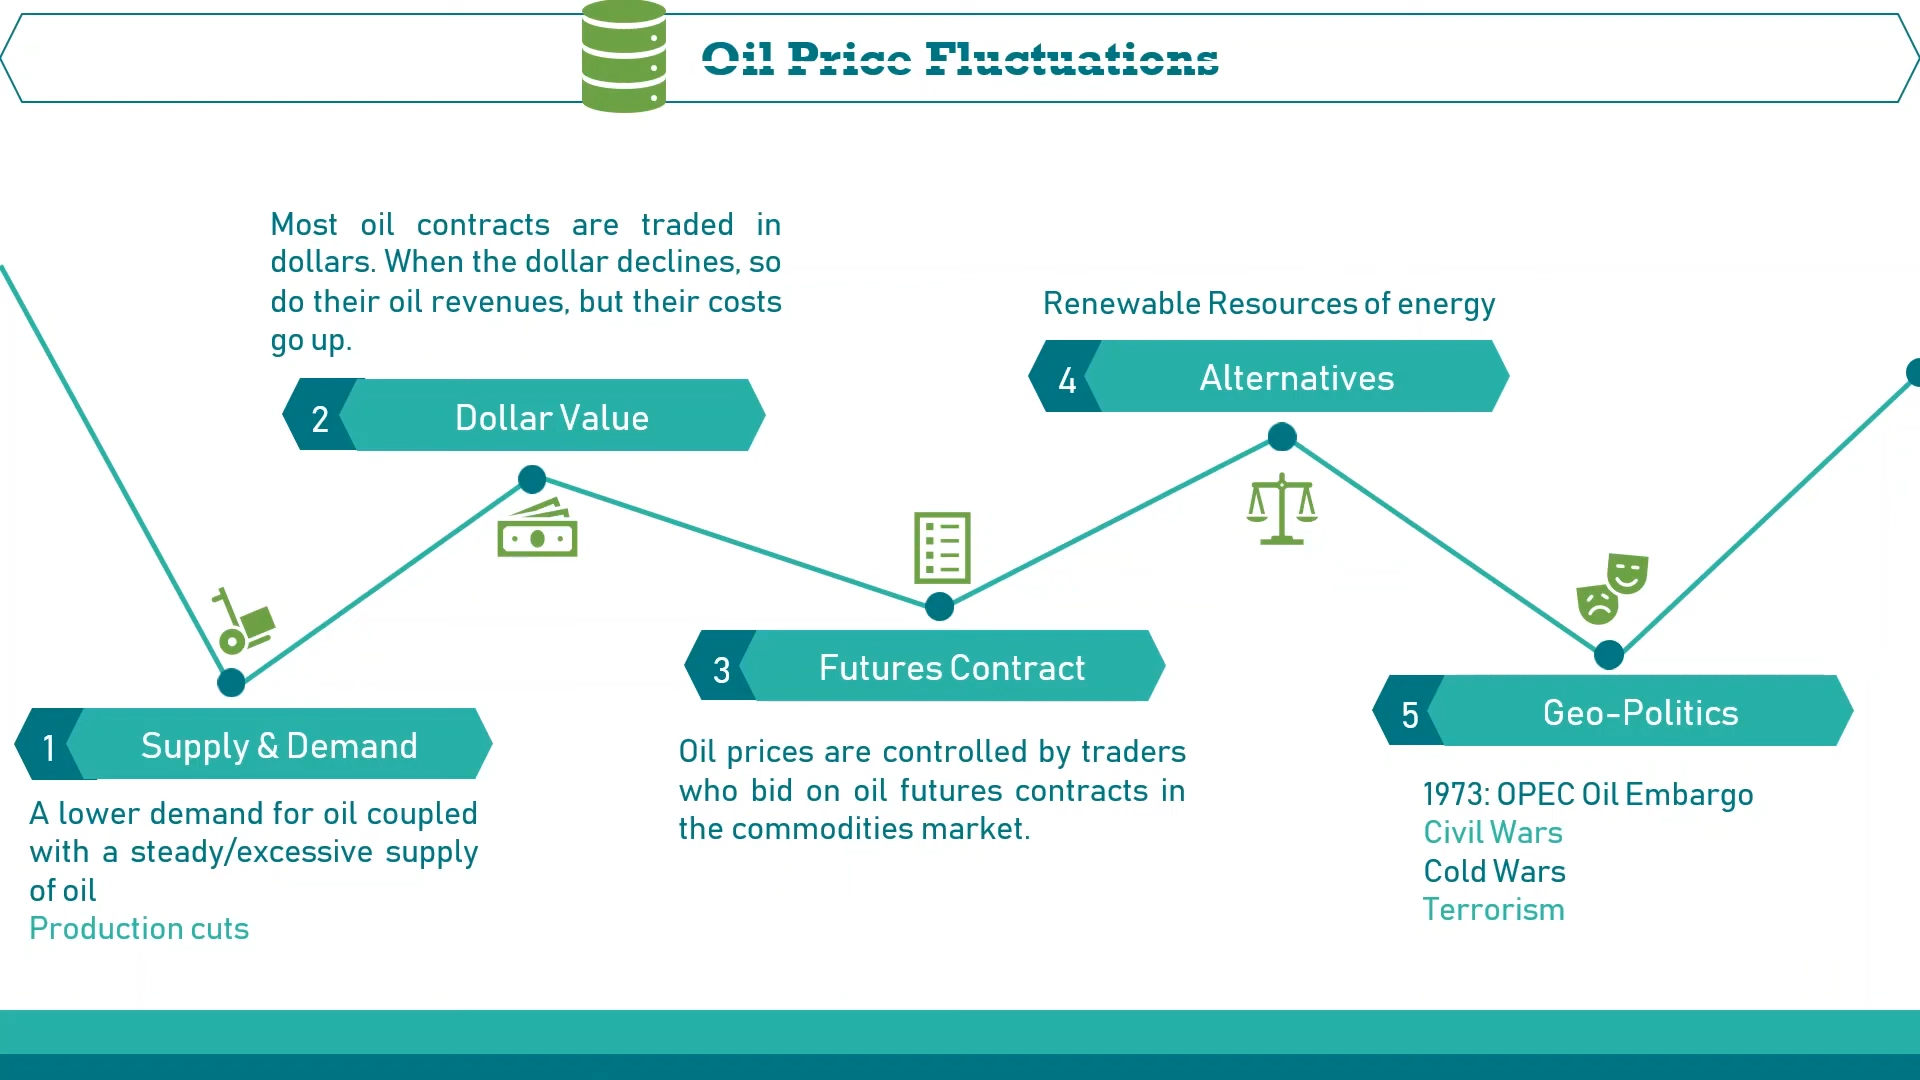 Oil Price Fluctuations
Most oil contracts are traded in
dollars. When the dollar declines, so
do their oil revenues, but their costs
go up.
2
Dollar Value
Renewable Resources of energy
4
Alternatives
1
Supply & Demand
A lower demand for oil coupled
with a steady/excessive supply
of oil
Production cuts
3
Futures Contract
Oil prices are controlled by traders
who bid on oil futures contracts in
the commodities market.
5
Geo-Politics
1973: OPEC Oil Embargo
Civil Wars
Cold Wars
Terrorism